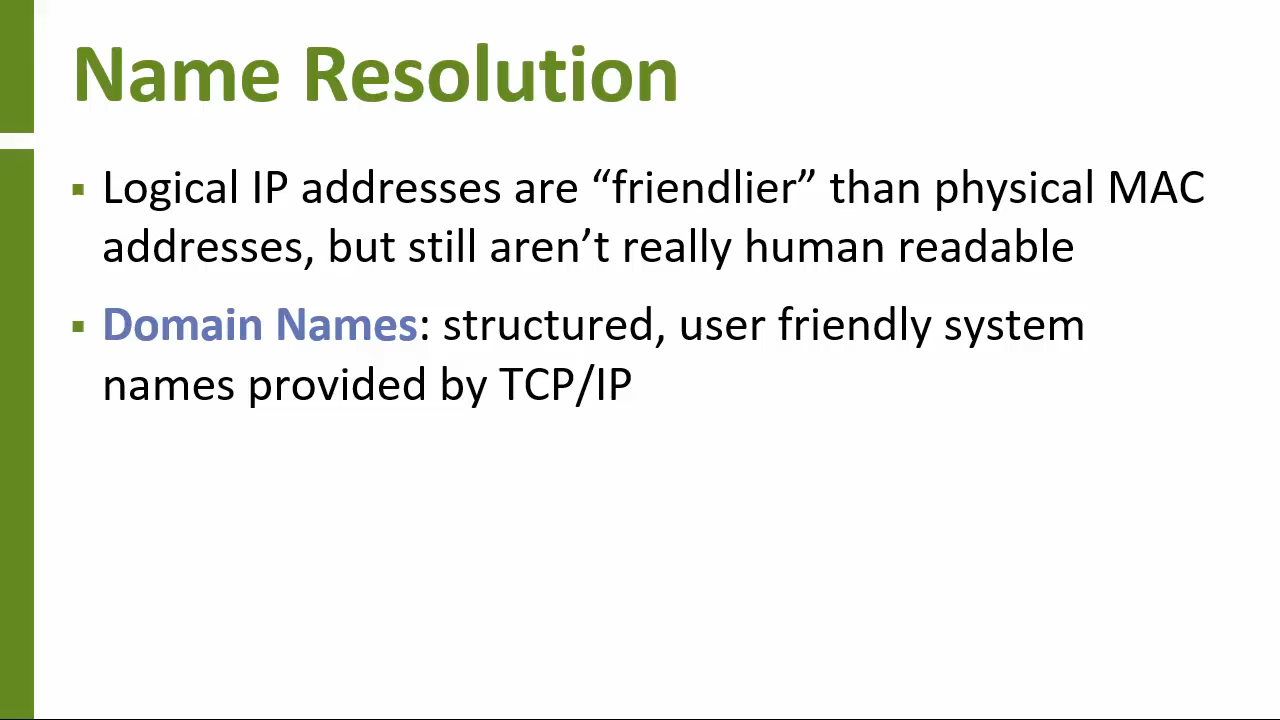 Name Resolution
▪ Logical IP addresses are “friendlier” than physical MAC
addresses, but still aren’t really human readable
▪ Domain Names: structured, user friendly system
names provided by TCP/IP